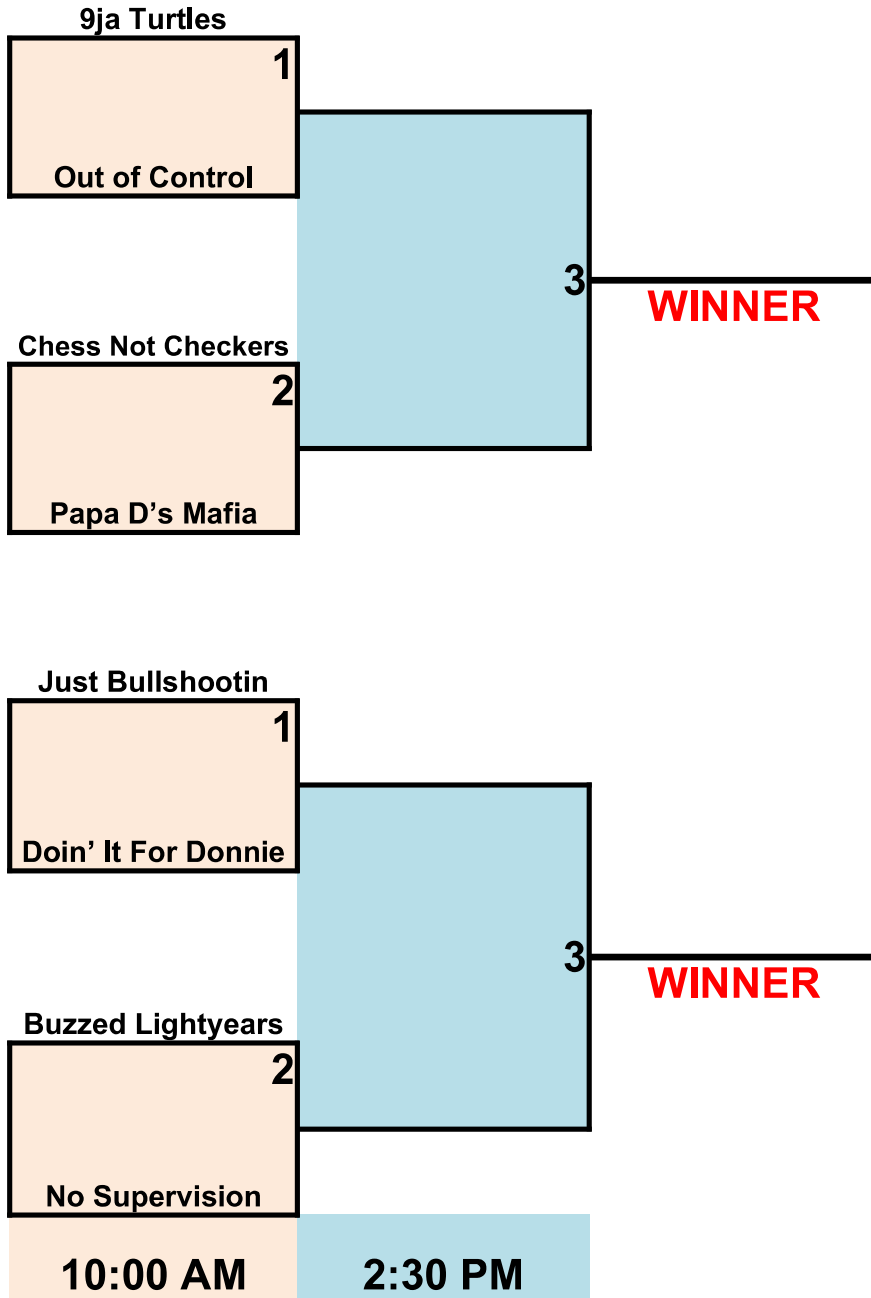 9ja Turtles
1
Out of Control
3
WINNER
Chess Not Checkers
2
Papa D's Mafia
Just Bullshootin
1
Doin' It For Donnie
3
WINNER
Buzzed Lightyears
2
No Supervision
10:00 AM 2:30 PM